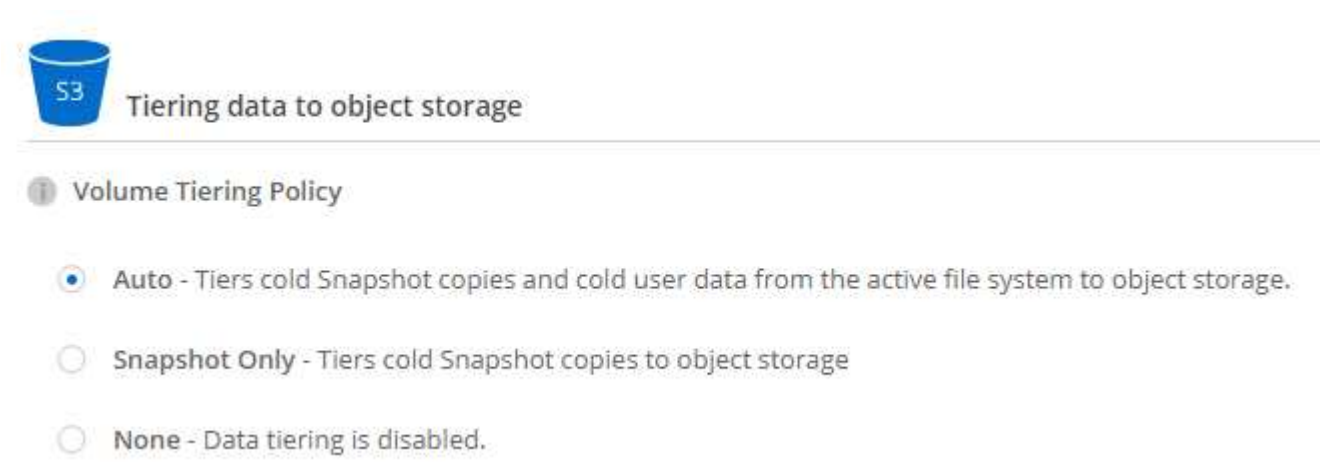 S3
Tiering data to object storage
Volume Tiering Policy
Auto - Tiers cold Snapshot copies and cold user data from the active file system to object storage.
Snapshot Only - Tiers cold Snapshot copies to object storage
None - Data tiering is disabled.